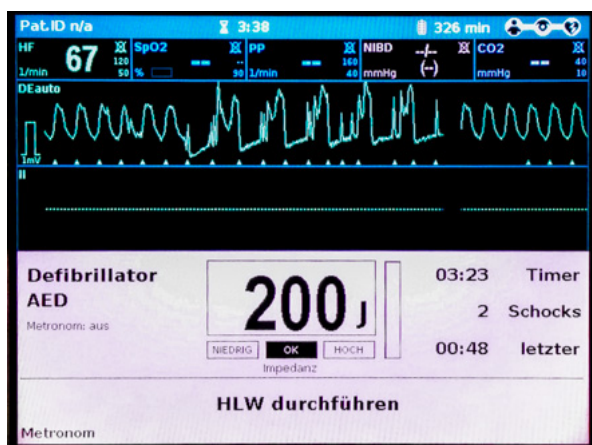 Pat.ID n/a 3:38 326 min
HF 67 120 50 1/min
SpO2 % -- -- 90
PP 1/min -- 160 40
NIBD mmHg --/-- (--)
CO2 mmHg -- 40 10
DEauto
1mV
II
Defibrillator
AED
Metronom: aus
200 J
NIEDRIG OK HOCH
Impedanz
03:23 Timer
2 Schocks
00:48 letzter
HLW durchführen
Metronom